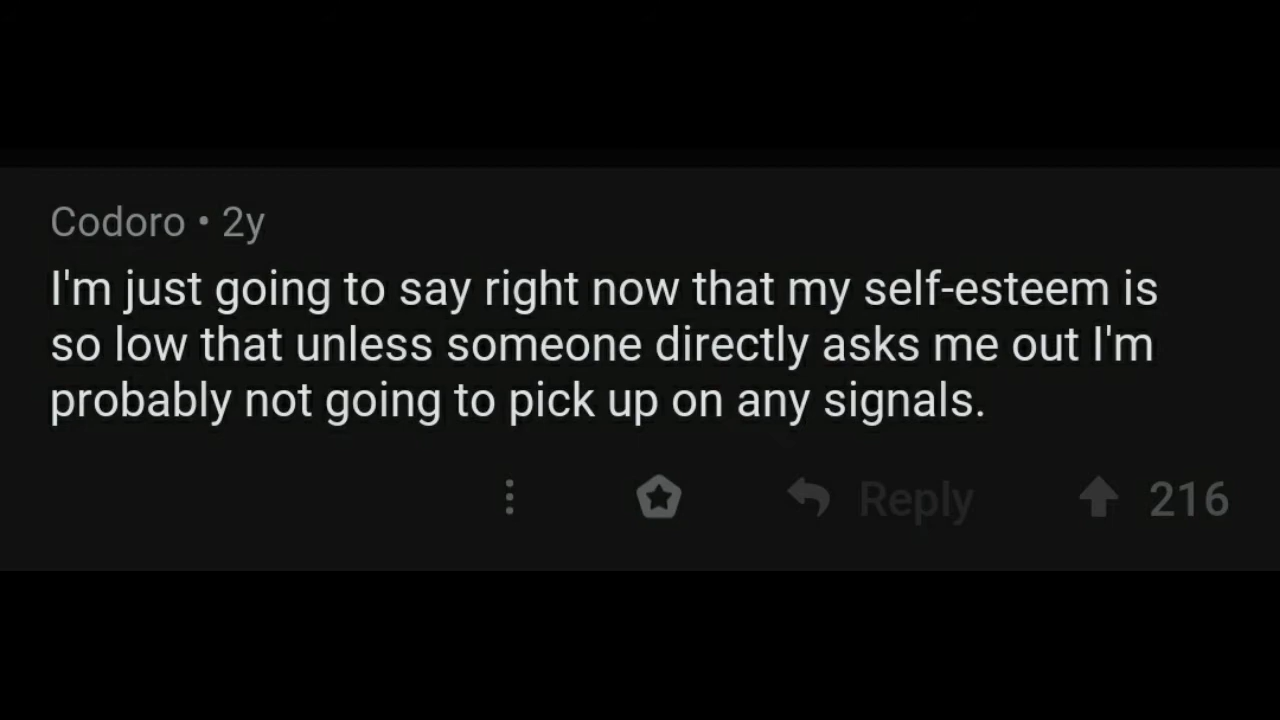 Codoro • 2y
I'm just going to say right now that my self-esteem is
so low that unless someone directly asks me out I'm
probably not going to pick up on any signals.
Reply 216